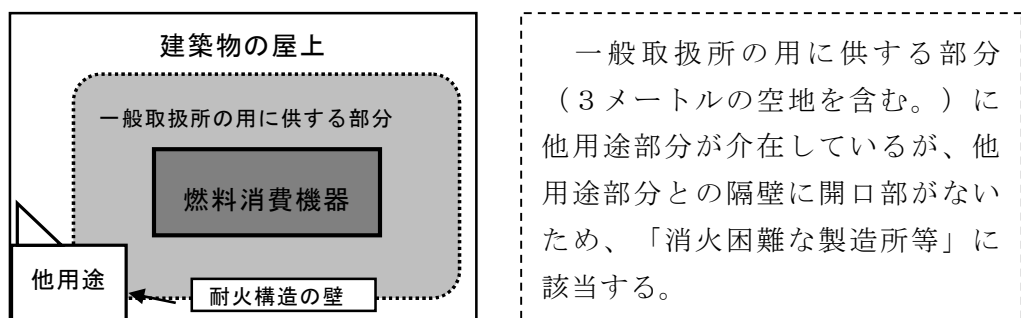 建築物の屋上
一般取扱所の用に供する部分
燃料消費機器
他用途
耐火構造の壁
一般取扱所の用に供する部分
（３メートルの空地を含む。）に
他用途部分が介在しているが、他
用途部分との隔壁に開口部がない
ため、「消火困難な製造所等」に
該当する。